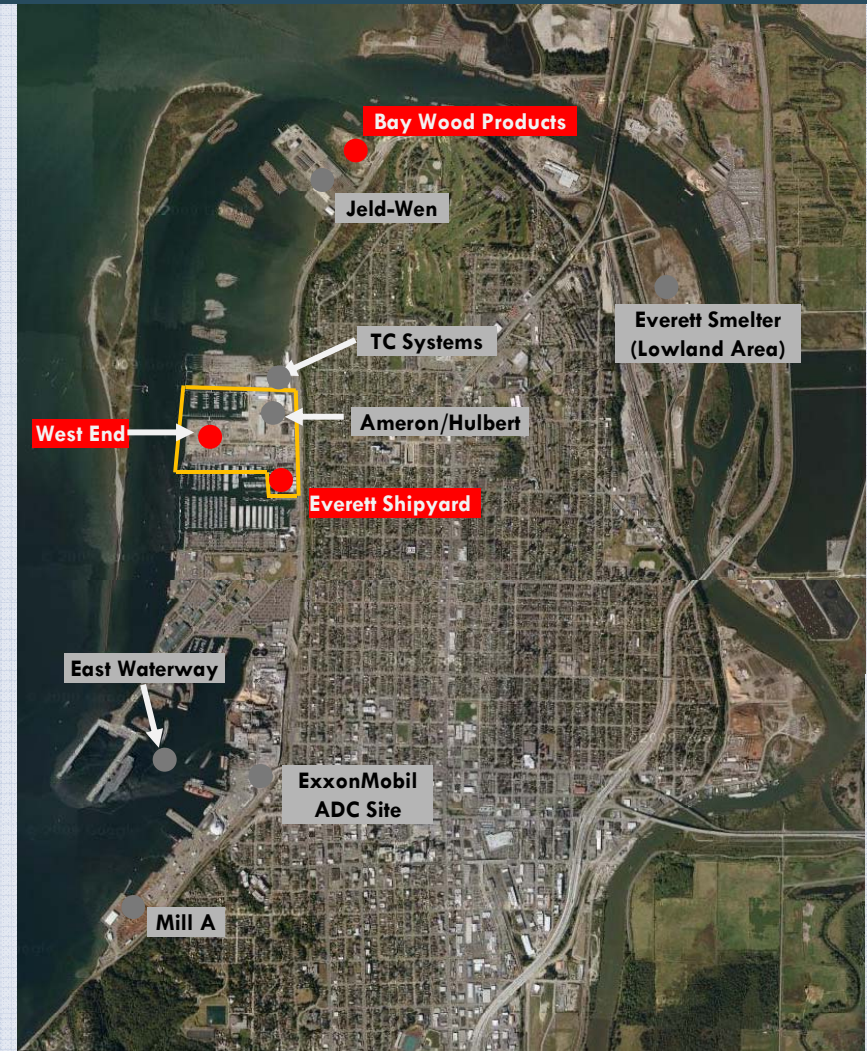 Bay Wood Products
Jeld-Wen
Everett Smelter
(Lowland Area)
TC Systems
Ameron/Hulbert
West End
Everett Shipyard
East Waterway
ExxonMobil
ADC Site
Mill A